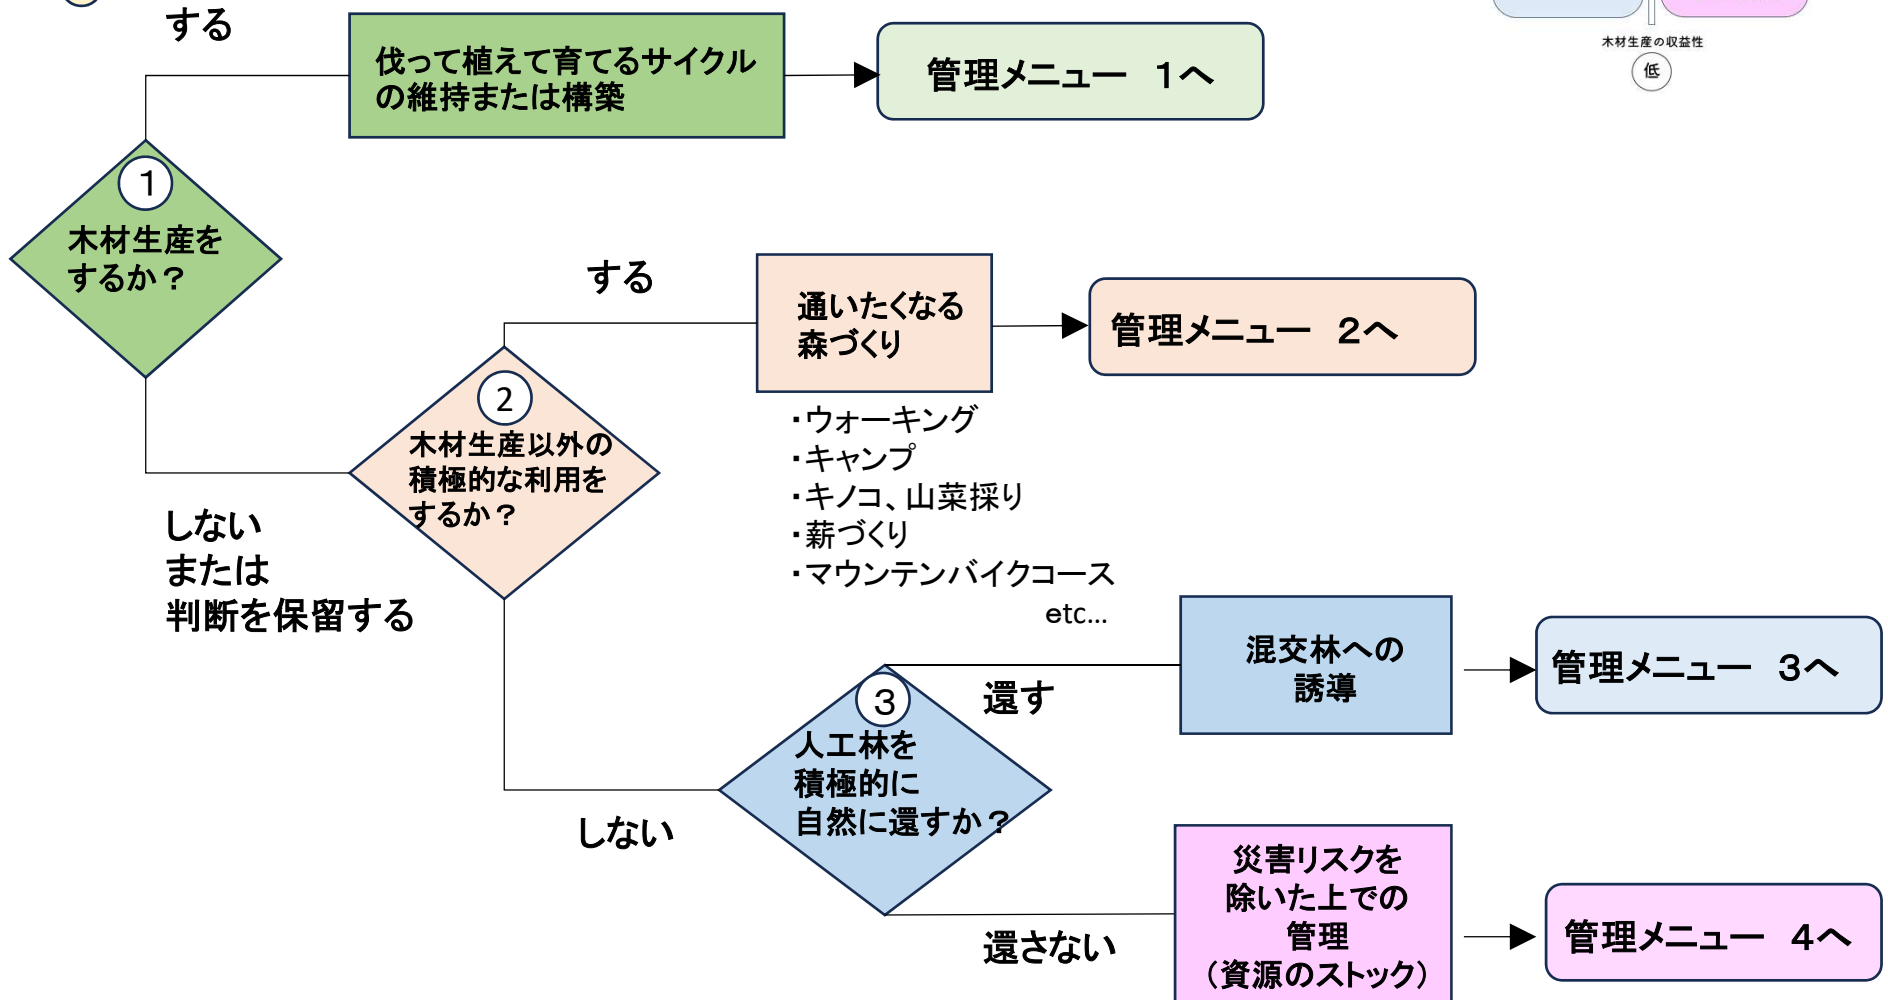 する
伐って植えて育てるサイクル
の維持または構築
管理メニュー １へ
木材生産の収益性
低
1
木材生産を
するか？
する
通いたくなる
森づくり
管理メニュー ２へ
2
木材生産以外の
積極的な利用を
するか？
・ウォーキング
・キャンプ
・キノコ、山菜採り
・薪づくり
・マウンテンバイクコース
etc…
しない
または
判断を保留する
混交林への
誘導
管理メニュー ３へ
還す
3
人工林を
積極的に
自然に還すか？
しない
災害リスクを
除いた上での
管理
（資源のストック）
管理メニュー ４へ
還さない